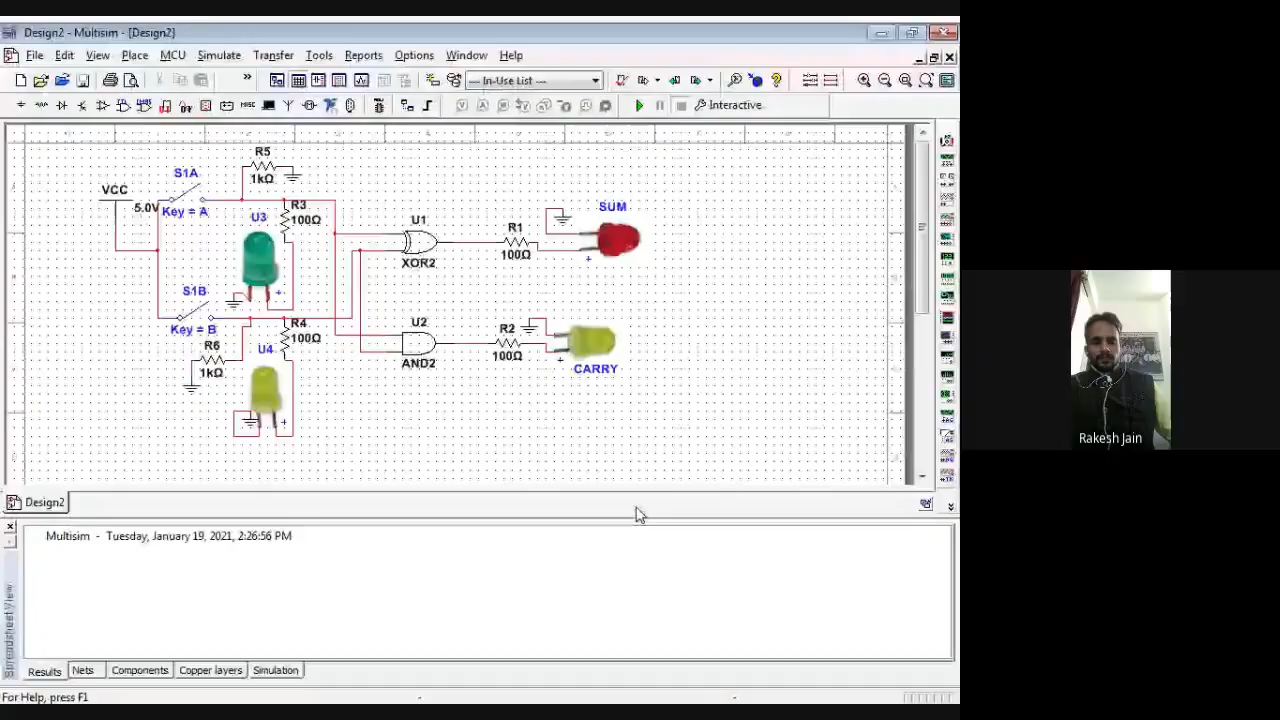 Design2 - Multisim - [Design2]
File Edit View Place MCU Simulate Transfer Tools Reports Options Window Help
--- In-Use List ---
Interactive
R5
1kΩ
S1A
VCC
5.0V
Key = A
R3
100Ω
U3
U1
XOR2
R1
100Ω
SUM
S1B
Key = B
R4
100Ω
U4
R6
1kΩ
U2
AND2
R2
100Ω
CARRY
Design2
Multisim - Tuesday, January 19, 2021, 2:26:56 PM
Spreadsheet View
Results Nets Components Copper layers Simulation
For Help, press F1
Rakesh Jain